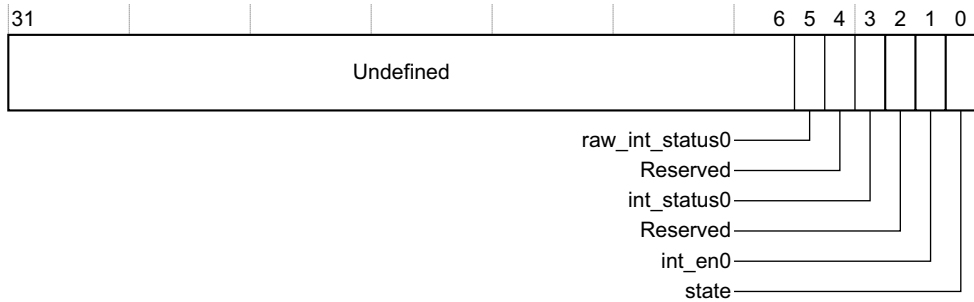 31 6 5 4 3 2 1 0
Undefined
raw_int_status0
Reserved
int_status0
Reserved
int_en0
state